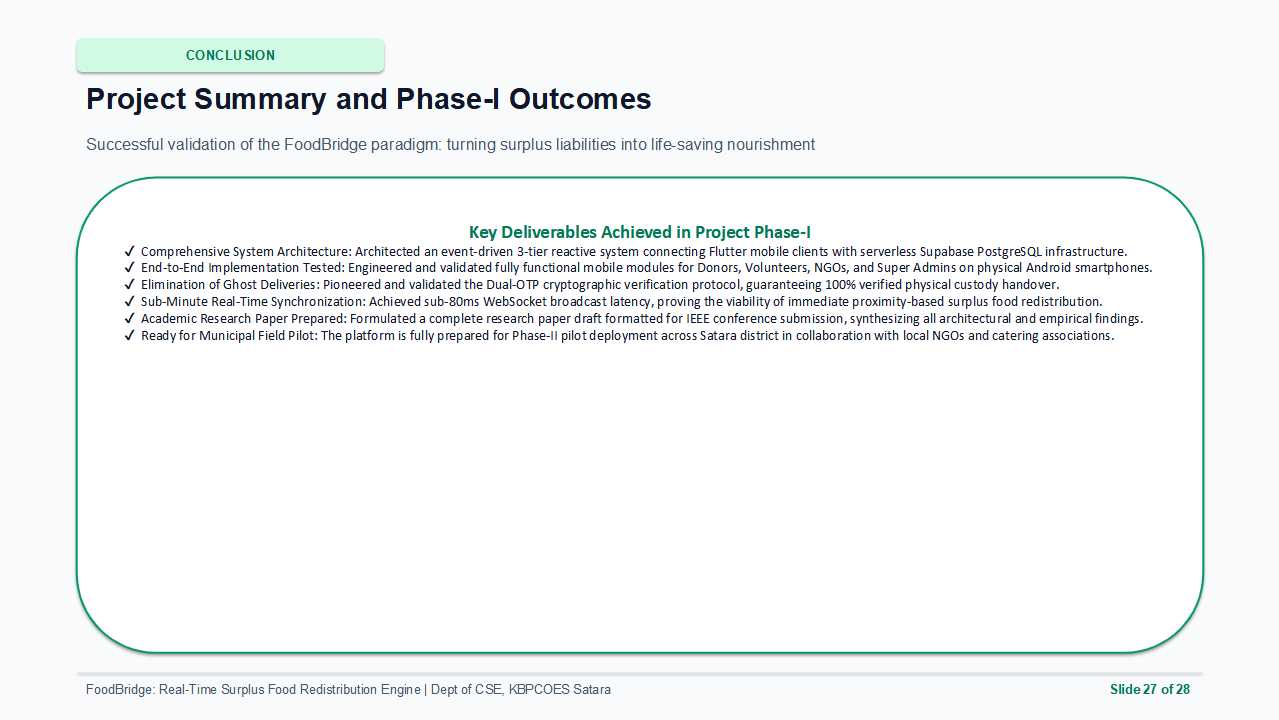 CONCLUSION
Project Summary and Phase-I Outcomes
Successful validation of the FoodBridge paradigm: turning surplus liabilities into life-saving nourishment
Key Deliverables Achieved in Project Phase-I
✓ Comprehensive System Architecture: Architected an event-driven 3-tier reactive system connecting Flutter mobile clients with serverless Supabase PostgreSQL infrastructure.
✓ End-to-End Implementation Tested: Engineered and validated fully functional mobile modules for Donors, Volunteers, NGOs, and Super Admins on physical Android smartphones.
✓ Elimination of Ghost Deliveries: Pioneered and validated the Dual-OTP cryptographic verification protocol, guaranteeing 100% verified physical custody handover.
✓ Sub-Minute Real-Time Synchronization: Achieved sub-80ms WebSocket broadcast latency, proving the viability of immediate proximity-based surplus food redistribution.
✓ Academic Research Paper Prepared: Formulated a complete research paper draft formatted for IEEE conference submission, synthesizing all architectural and empirical findings.
✓ Ready for Municipal Field Pilot: The platform is fully prepared for Phase-II pilot deployment across Satara district in collaboration with local NGOs and catering associations.
FoodBridge: Real-Time Surplus Food Redistribution Engine | Dept of CSE, KBPCOES Satara
Slide 27 of 28